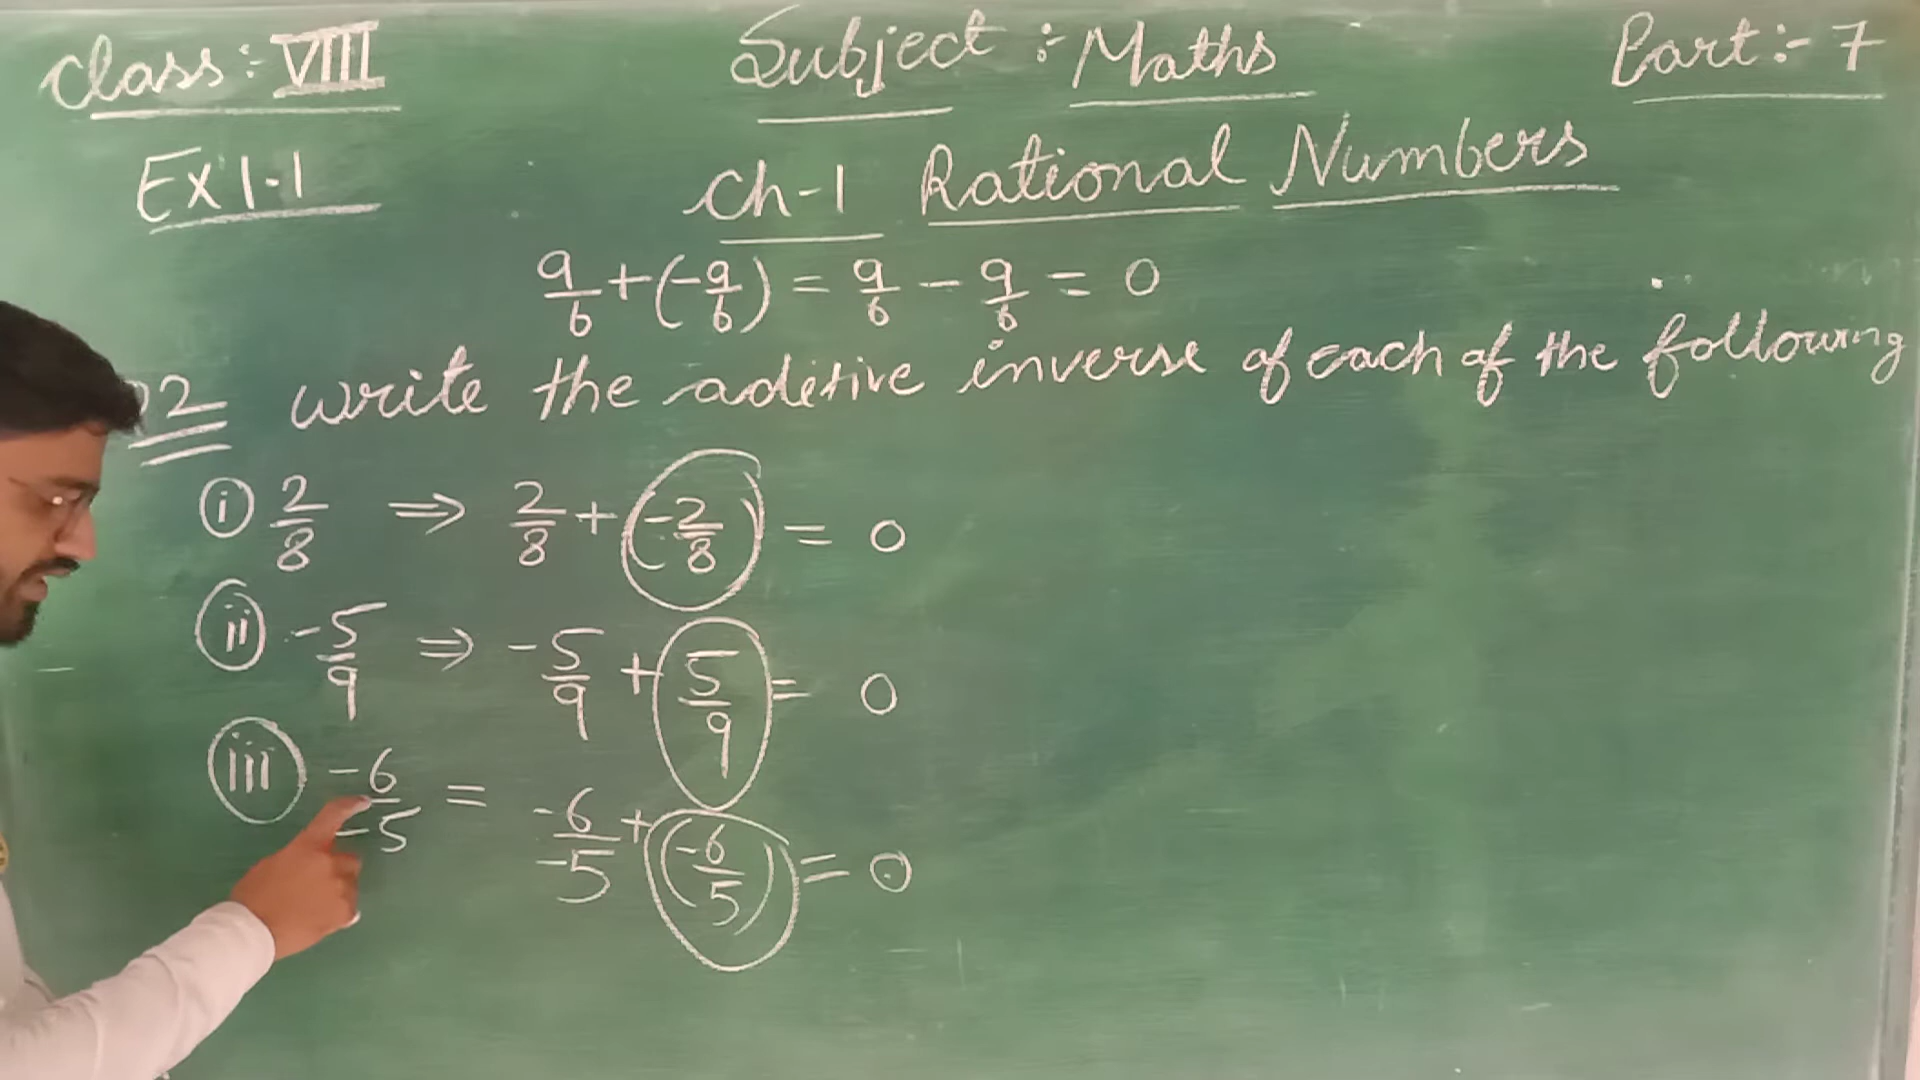 Class:- VIII Subject :- Maths Part:- 7
Ex 1.1 Ch-1 Rational Numbers
9/6 + (-9/6) = 9/6 - 9/6 = 0
2 write the aditive inverse of each of the following
(i) 2/8 ⇒ 2/8 + (-2/8) = 0
(ii) -5/9 ⇒ -5/9 + 5/9 = 0
(iii) -6/-5 = -6/-5 + (-6/5) = 0